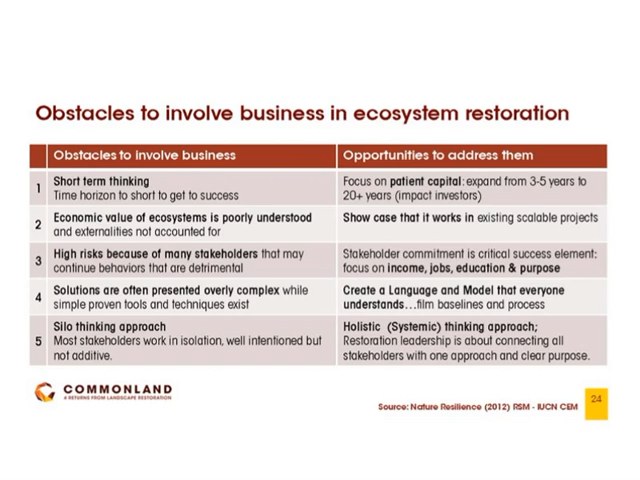 Obstacles to involve business in ecosystem restoration
Obstacles to involve business
Opportunities to address them
1
Short term thinking
Time horizon to short to get to success
Focus on patient capital: expand from 3-5 years to
20+ years (impact investors)
2
Economic value of ecosystems is poorly understood
and externalities not accounted for
Show case that it works in existing scalable projects
3
High risks because of many stakeholders that may
continue behaviors that are detrimental
Stakeholder commitment is critical success element:
focus on income, jobs, education & purpose
4
Solutions are often presented overly complex while
simple proven tools and techniques exist
Create a Language and Model that everyone
understands...film baselines and process
5
Silo thinking approach
Most stakeholders work in isolation, well intentioned but
not additive.
Holistic (Systemic) thinking approach;
Restoration leadership is about connecting all
stakeholders with one approach and clear purpose.
COMMONLAND
4 RETURNS FROM LANDSCAPE RESTORATION
Source: Nature Resilience (2012) RSM - IUCN CEM
24